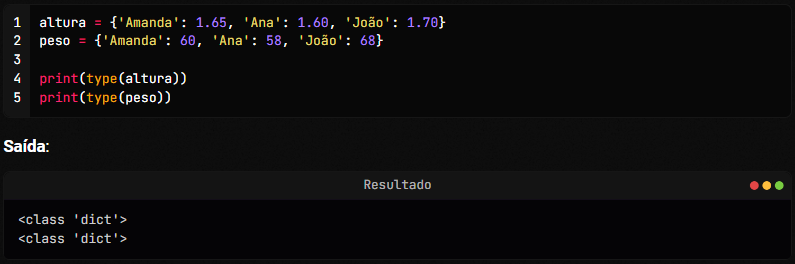 1 altura = {'Amanda': 1.65, 'Ana': 1.60, 'João': 1.70}
2 peso = {'Amanda': 60, 'Ana': 58, 'João': 68}
3
4 print(type(altura))
5 print(type(peso))
Saída:
Resultado
<class 'dict'>
<class 'dict'>